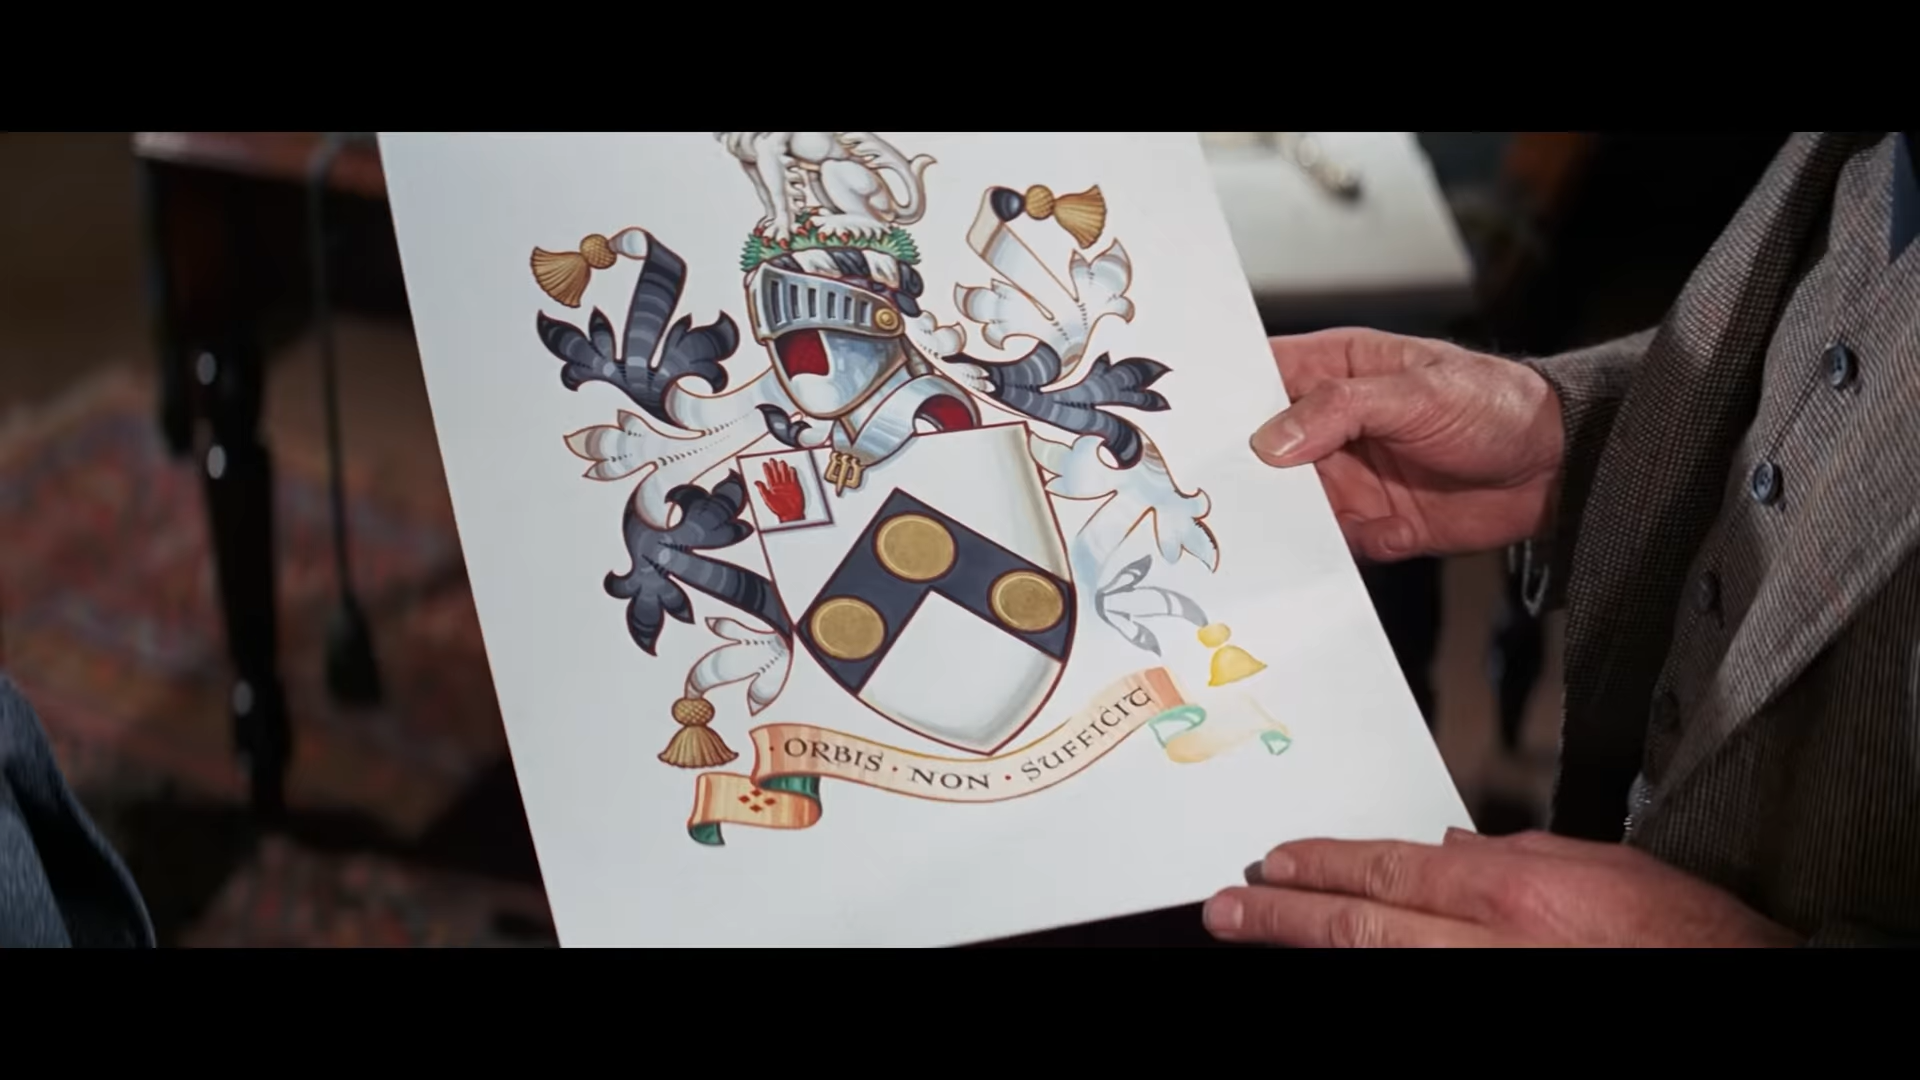 · ORBIS · NON · SUFFICIT